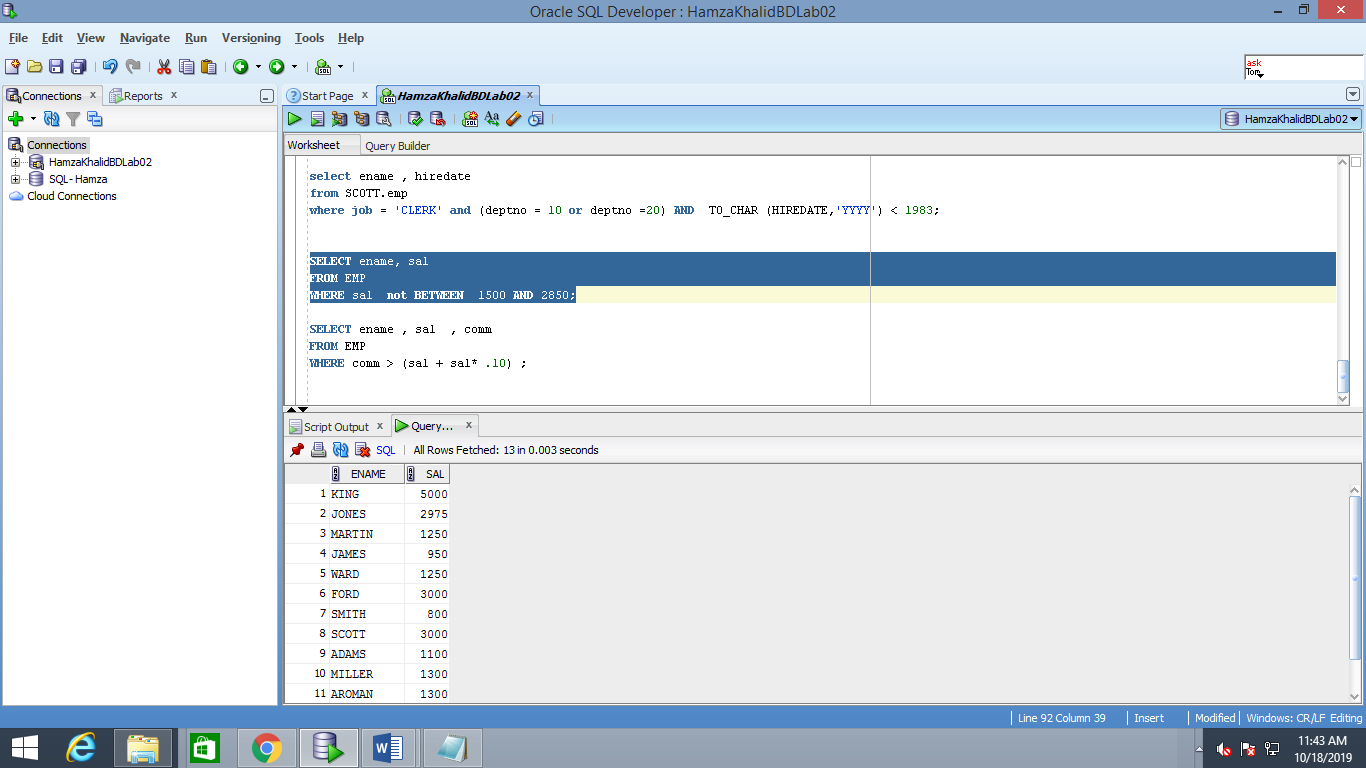 Oracle SQL Developer : HamzaKhalidBDLab02
File Edit View Navigate Run Versioning Tools Help
ask
Tom
Connections x Reports x
Start Page x HamzaKhalidBDLab02 x
HamzaKhalidBDLab02
Connections
HamzaKhalidBDLab02
SQL-Hamza
Cloud Connections
Worksheet Query Builder
select ename , hiredate
from SCOTT.emp
where job = 'CLERK' and (deptno = 10 or deptno =20) AND  TO_CHAR (HIREDATE,'YYYY') < 1983;
SELECT ename, sal
FROM EMP
WHERE sal  not BETWEEN  1500 AND 2850;
SELECT ename , sal  , comm
FROM EMP
WHERE comm > (sal + sal* .10) ;
Script Output x Query... x
SQL | All Rows Fetched: 13 in 0.003 seconds
ENAME SAL
1 KING 5000
2 JONES 2975
3 MARTIN 1250
4 JAMES 950
5 WARD 1250
6 FORD 3000
7 SMITH 800
8 SCOTT 3000
9 ADAMS 1100
10 MILLER 1300
11 AROMAN 1300
Line 92 Column 39 | Insert | Modified | Windows: CR/LF Editing
11:43 AM
10/18/2019